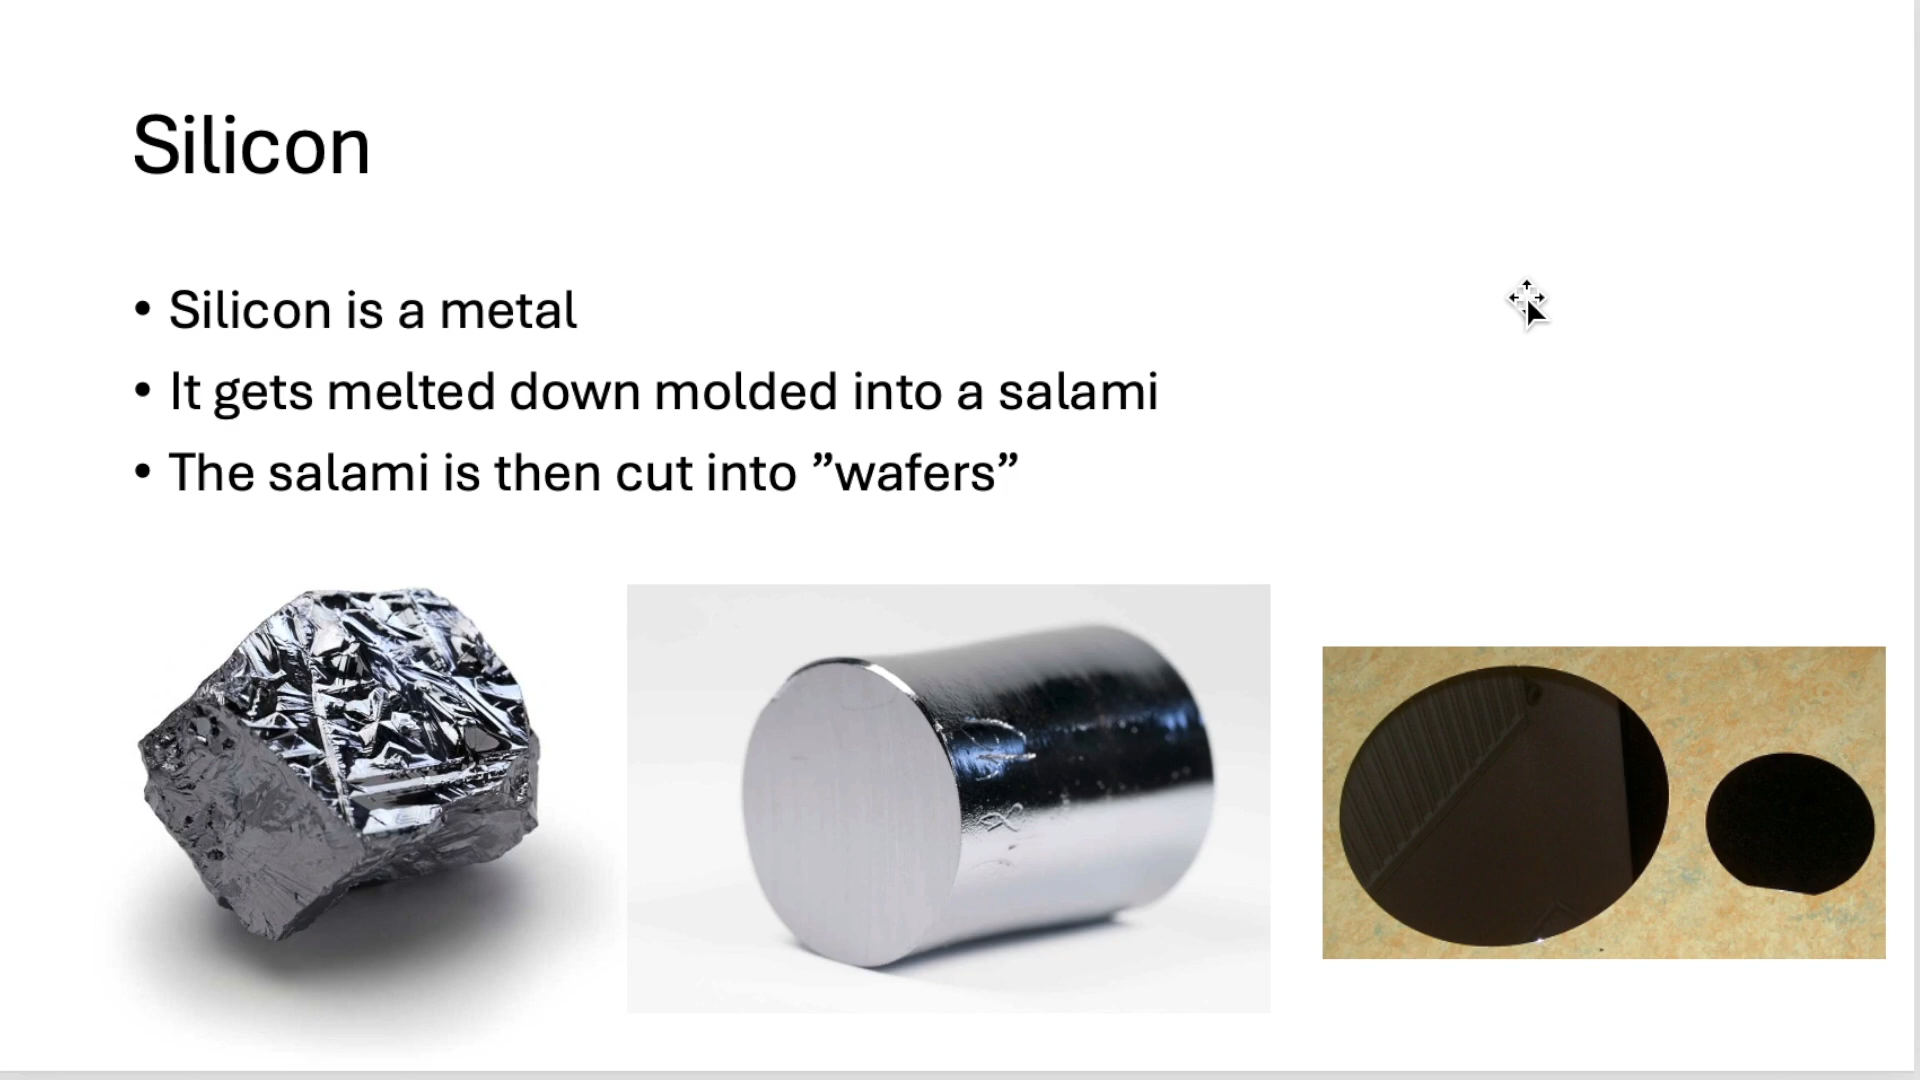 Silicon
• Silicon is a metal
• It gets melted down molded into a salami
• The salami is then cut into ”wafers”